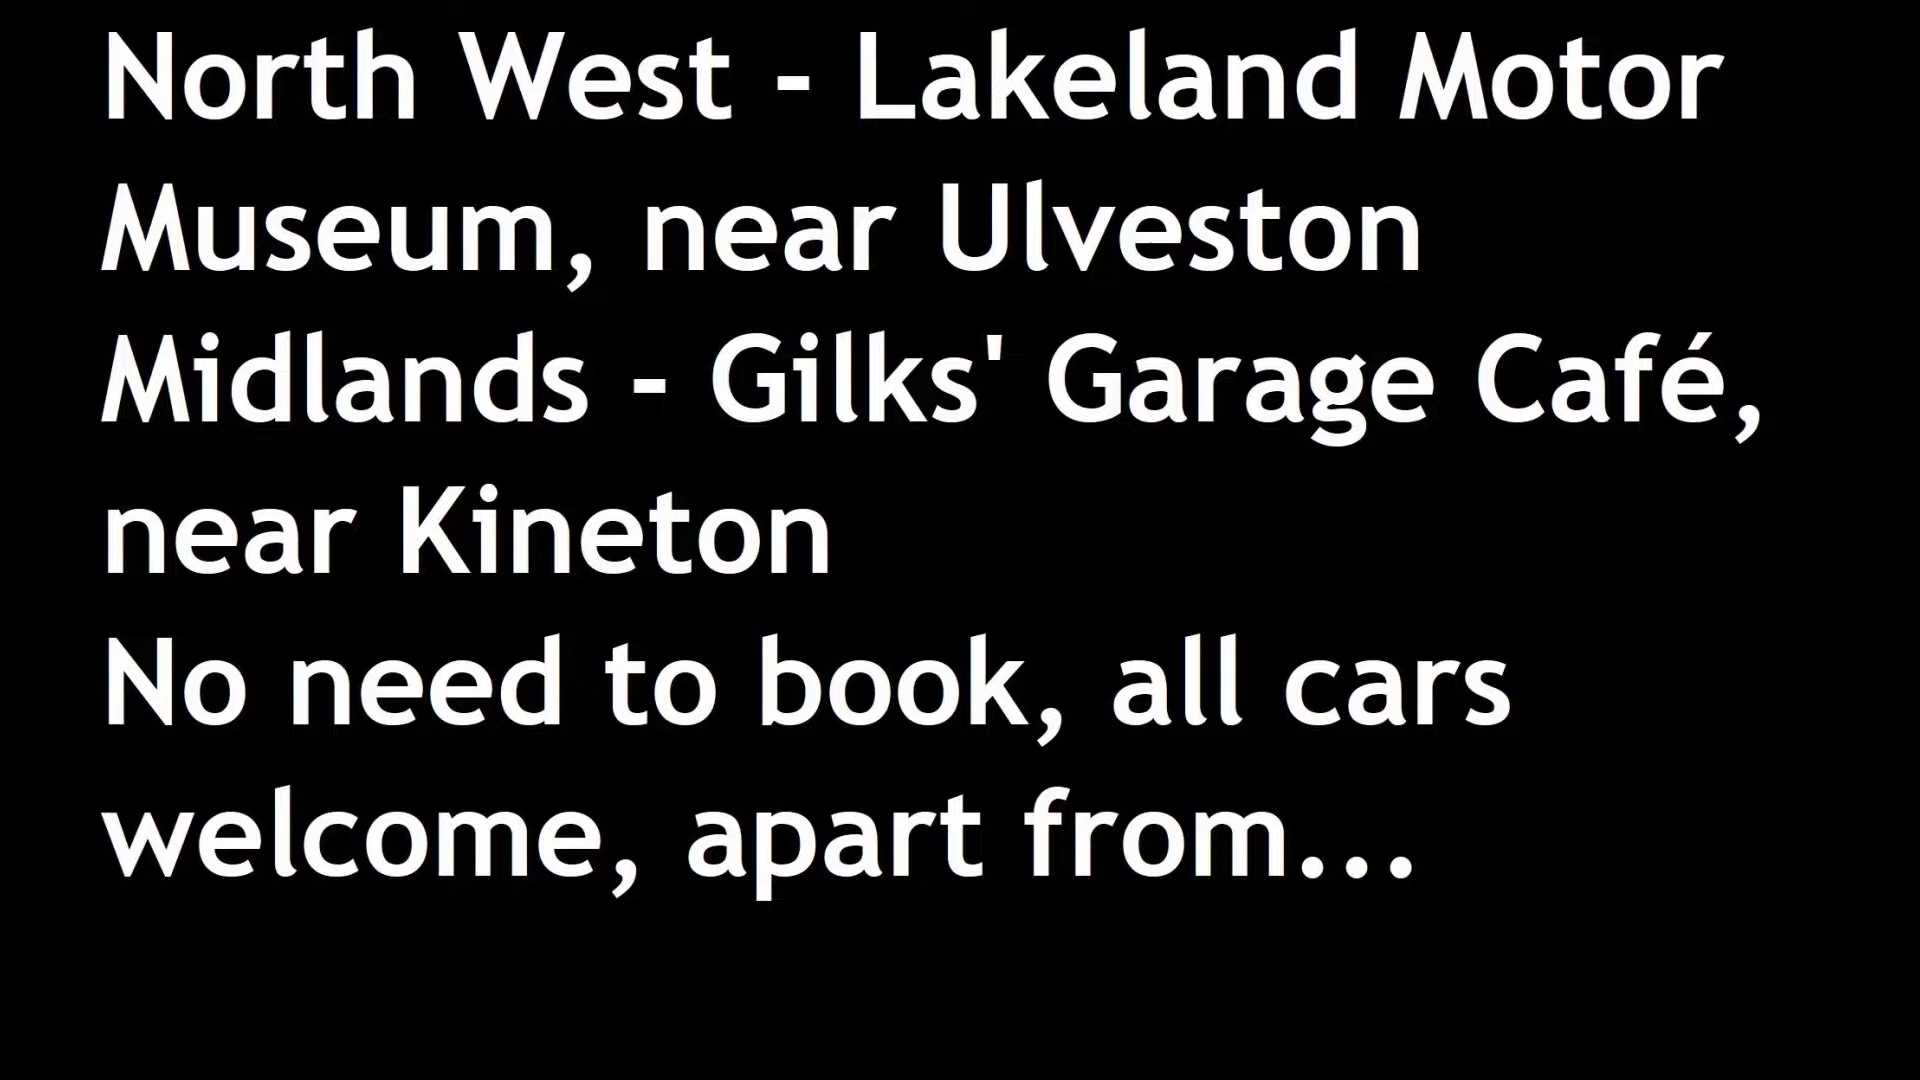 North West - Lakeland Motor
Museum, near Ulveston
Midlands - Gilks' Garage Café,
near Kineton
No need to book, all cars
welcome, apart from...